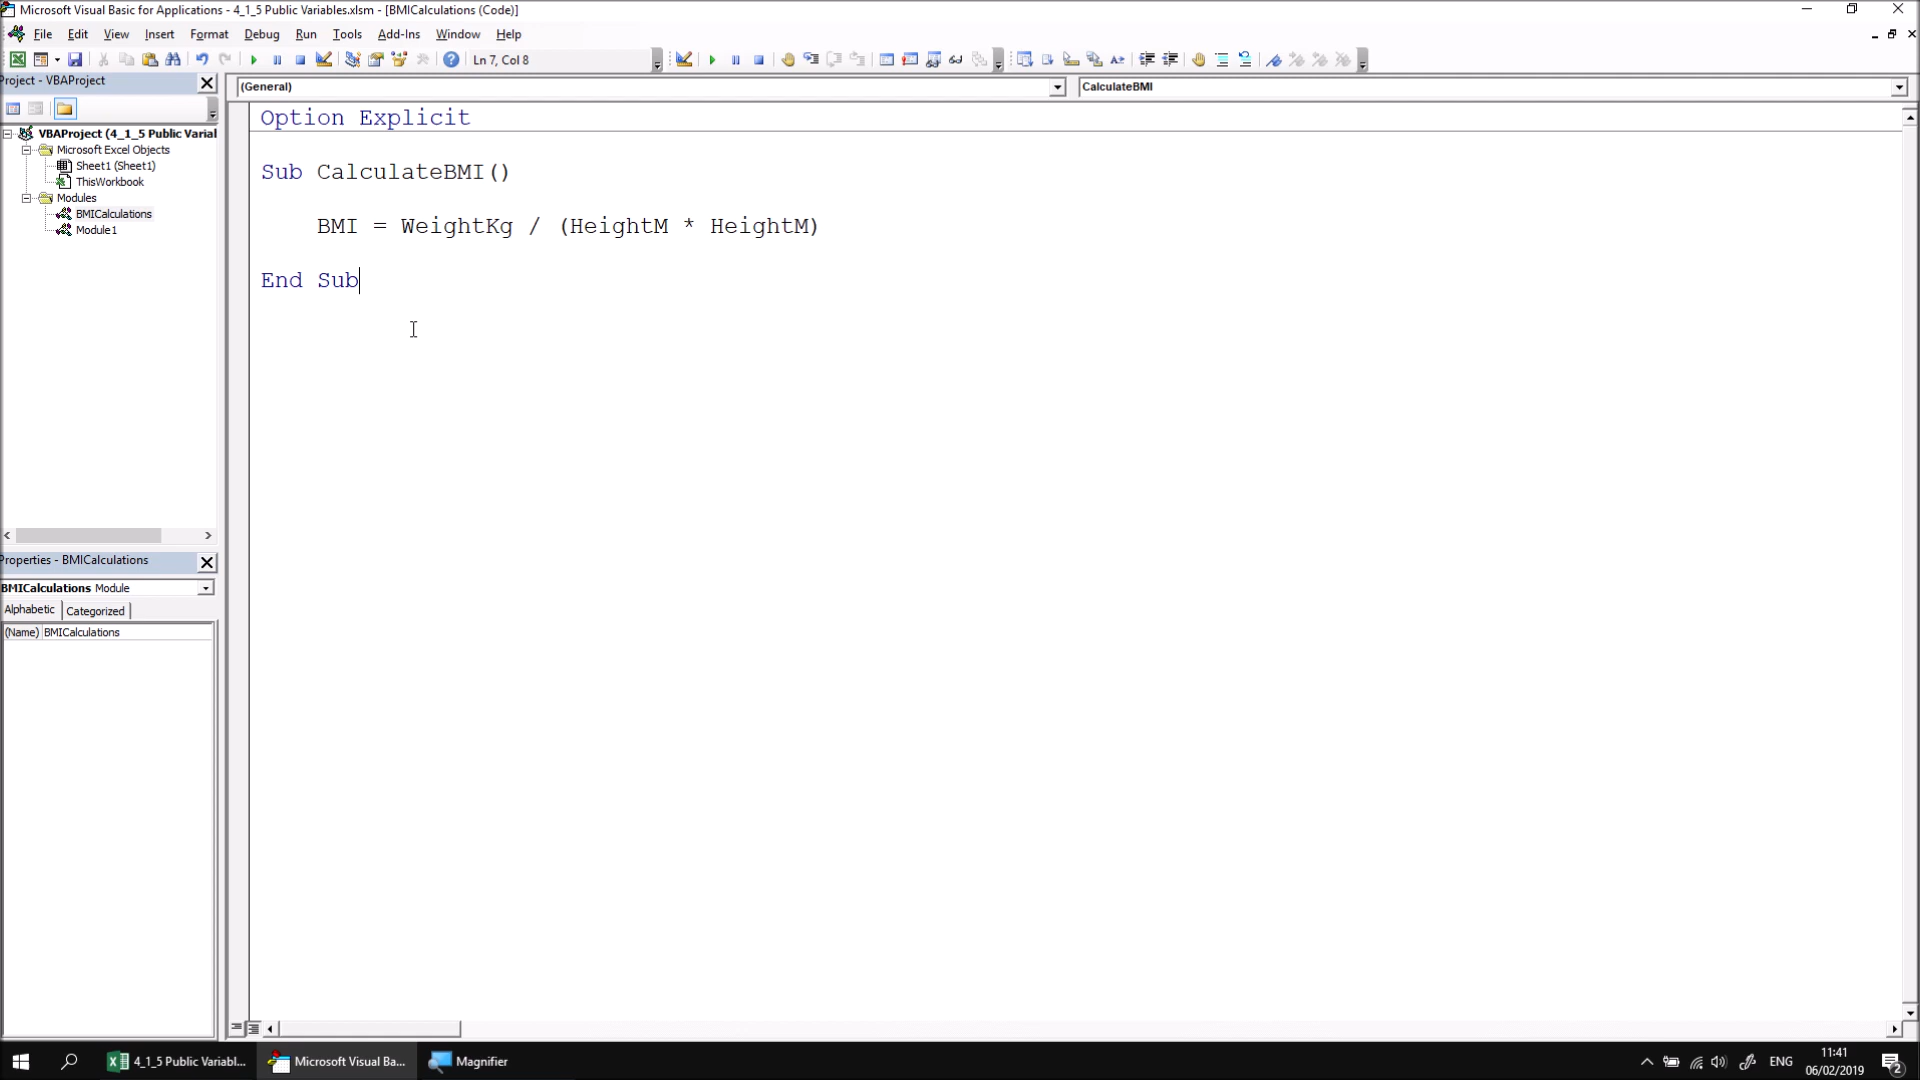 Microsoft Visual Basic for Applications - 4_1_5 Public Variables.xlsm - [BMICalculations (Code)]
File Edit View Insert Format Debug Run Tools Add-Ins Window Help
Ln 7, Col 8
Project - VBAProject
(General)
CalculateBMI
VBAProject (4_1_5 Public Variab
Microsoft Excel Objects
Sheet1 (Sheet1)
ThisWorkbook
Modules
BMICalculations
Module1
Option Explicit
Sub CalculateBMI()
BMI = WeightKg / (HeightM * HeightM)
End Sub
Properties - BMICalculations
BMICalculations Module
Alphabetic Categorized
(Name) BMICalculations
4_1_5 Public Variabl...
Microsoft Visual Ba...
Magnifier
ENG
11:41
06/02/2019
2